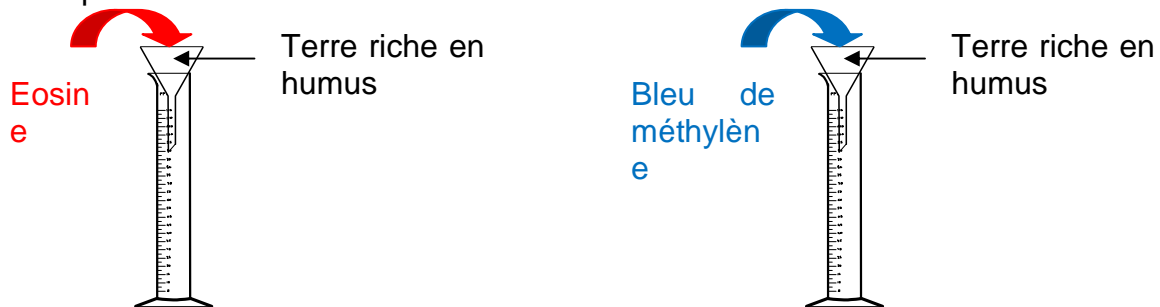 Terre riche en
humus
Eosin
e
Terre riche en
humus
Bleu de
méthylèn
e